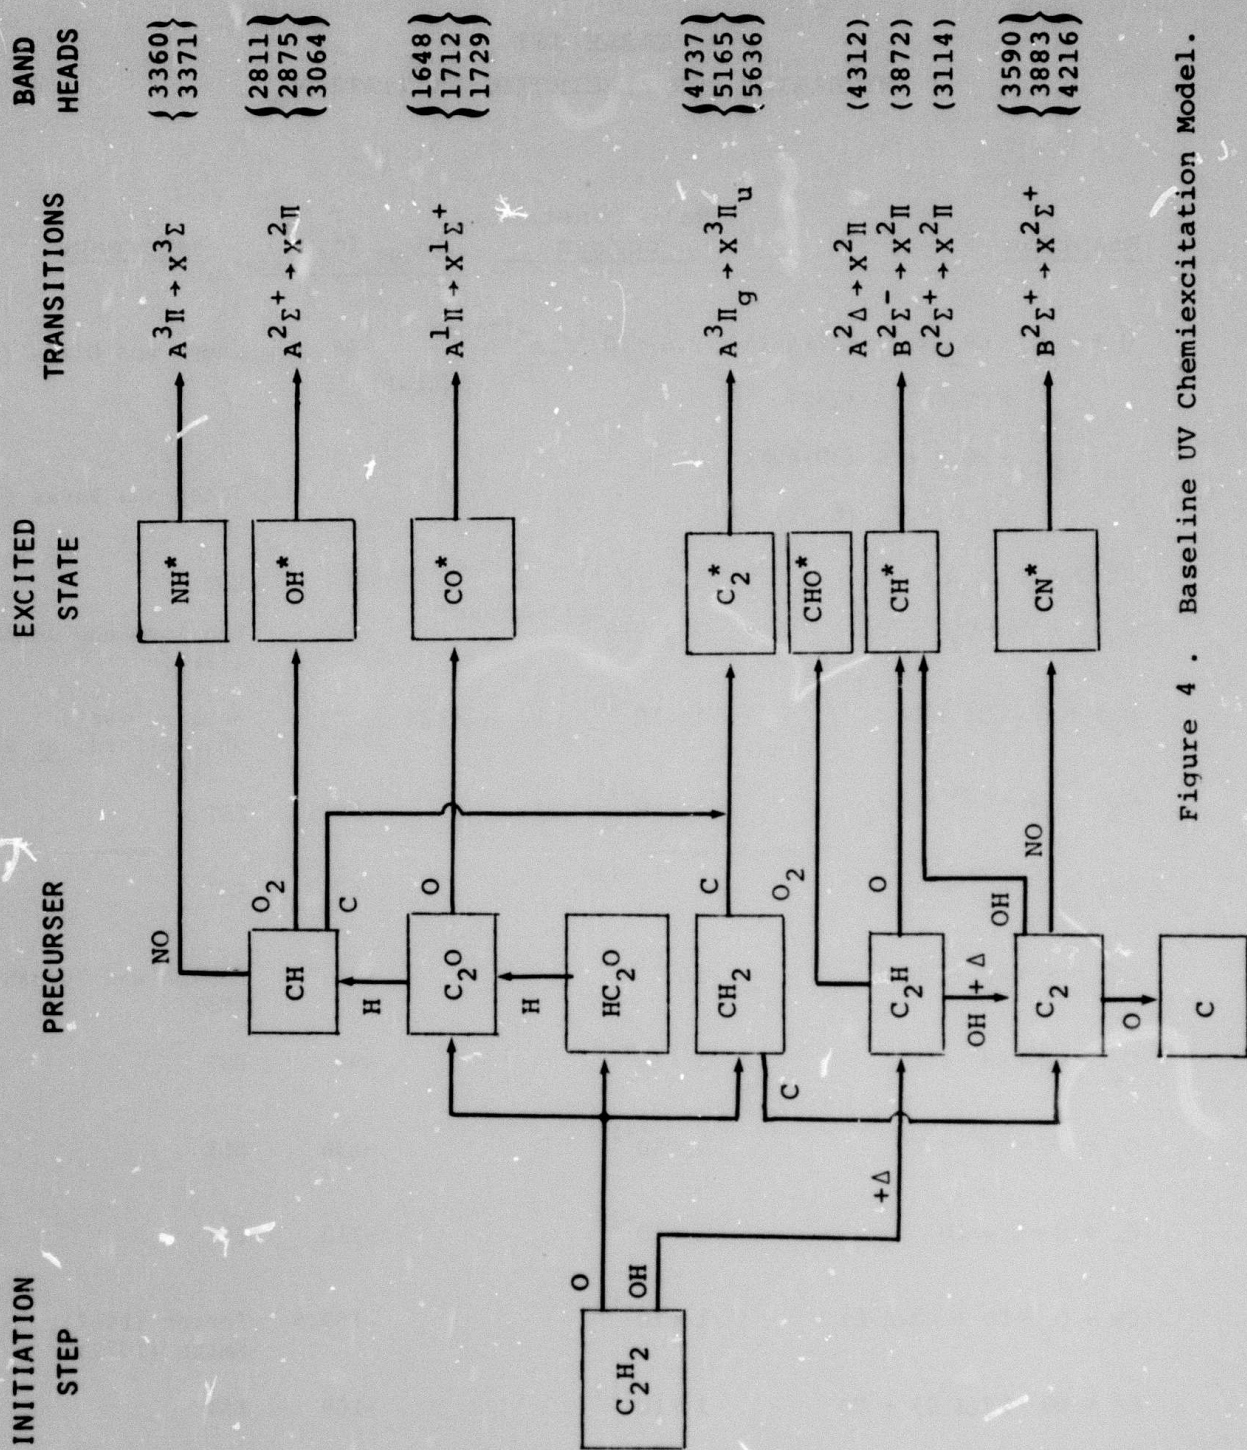 INITIATION STEP
PRECURSER
EXCITED STATE
TRANSITIONS
BAND HEADS
C2H2
O
OH
+Δ
CH
NO
O2
C
H
C2O
O
H
HC2O
CH2
C
C
C2H
O2
O
OH + Δ
C2
OH
NO
O
C
NH*
A³Π → X³Σ
{3360}
{3371}
OH*
A²Σ⁺ → X²Π
{2811}
{2875}
{3064}
CO*
A¹Π → X¹Σ⁺
{1648}
{1712}
{1729}
C2*
A³Πg → X³Πu
{4737}
{5165}
{5636}
CHO*
CH*
A²Δ → X²Π (4312)
B²Σ⁻ → X²Π (3872)
C²Σ⁺ → X²Π (3114)
CN*
B²Σ⁺ → X²Σ⁺
{3590}
{3883}
{4216}
Figure 4 . Baseline UV Chemiexcitation Model.